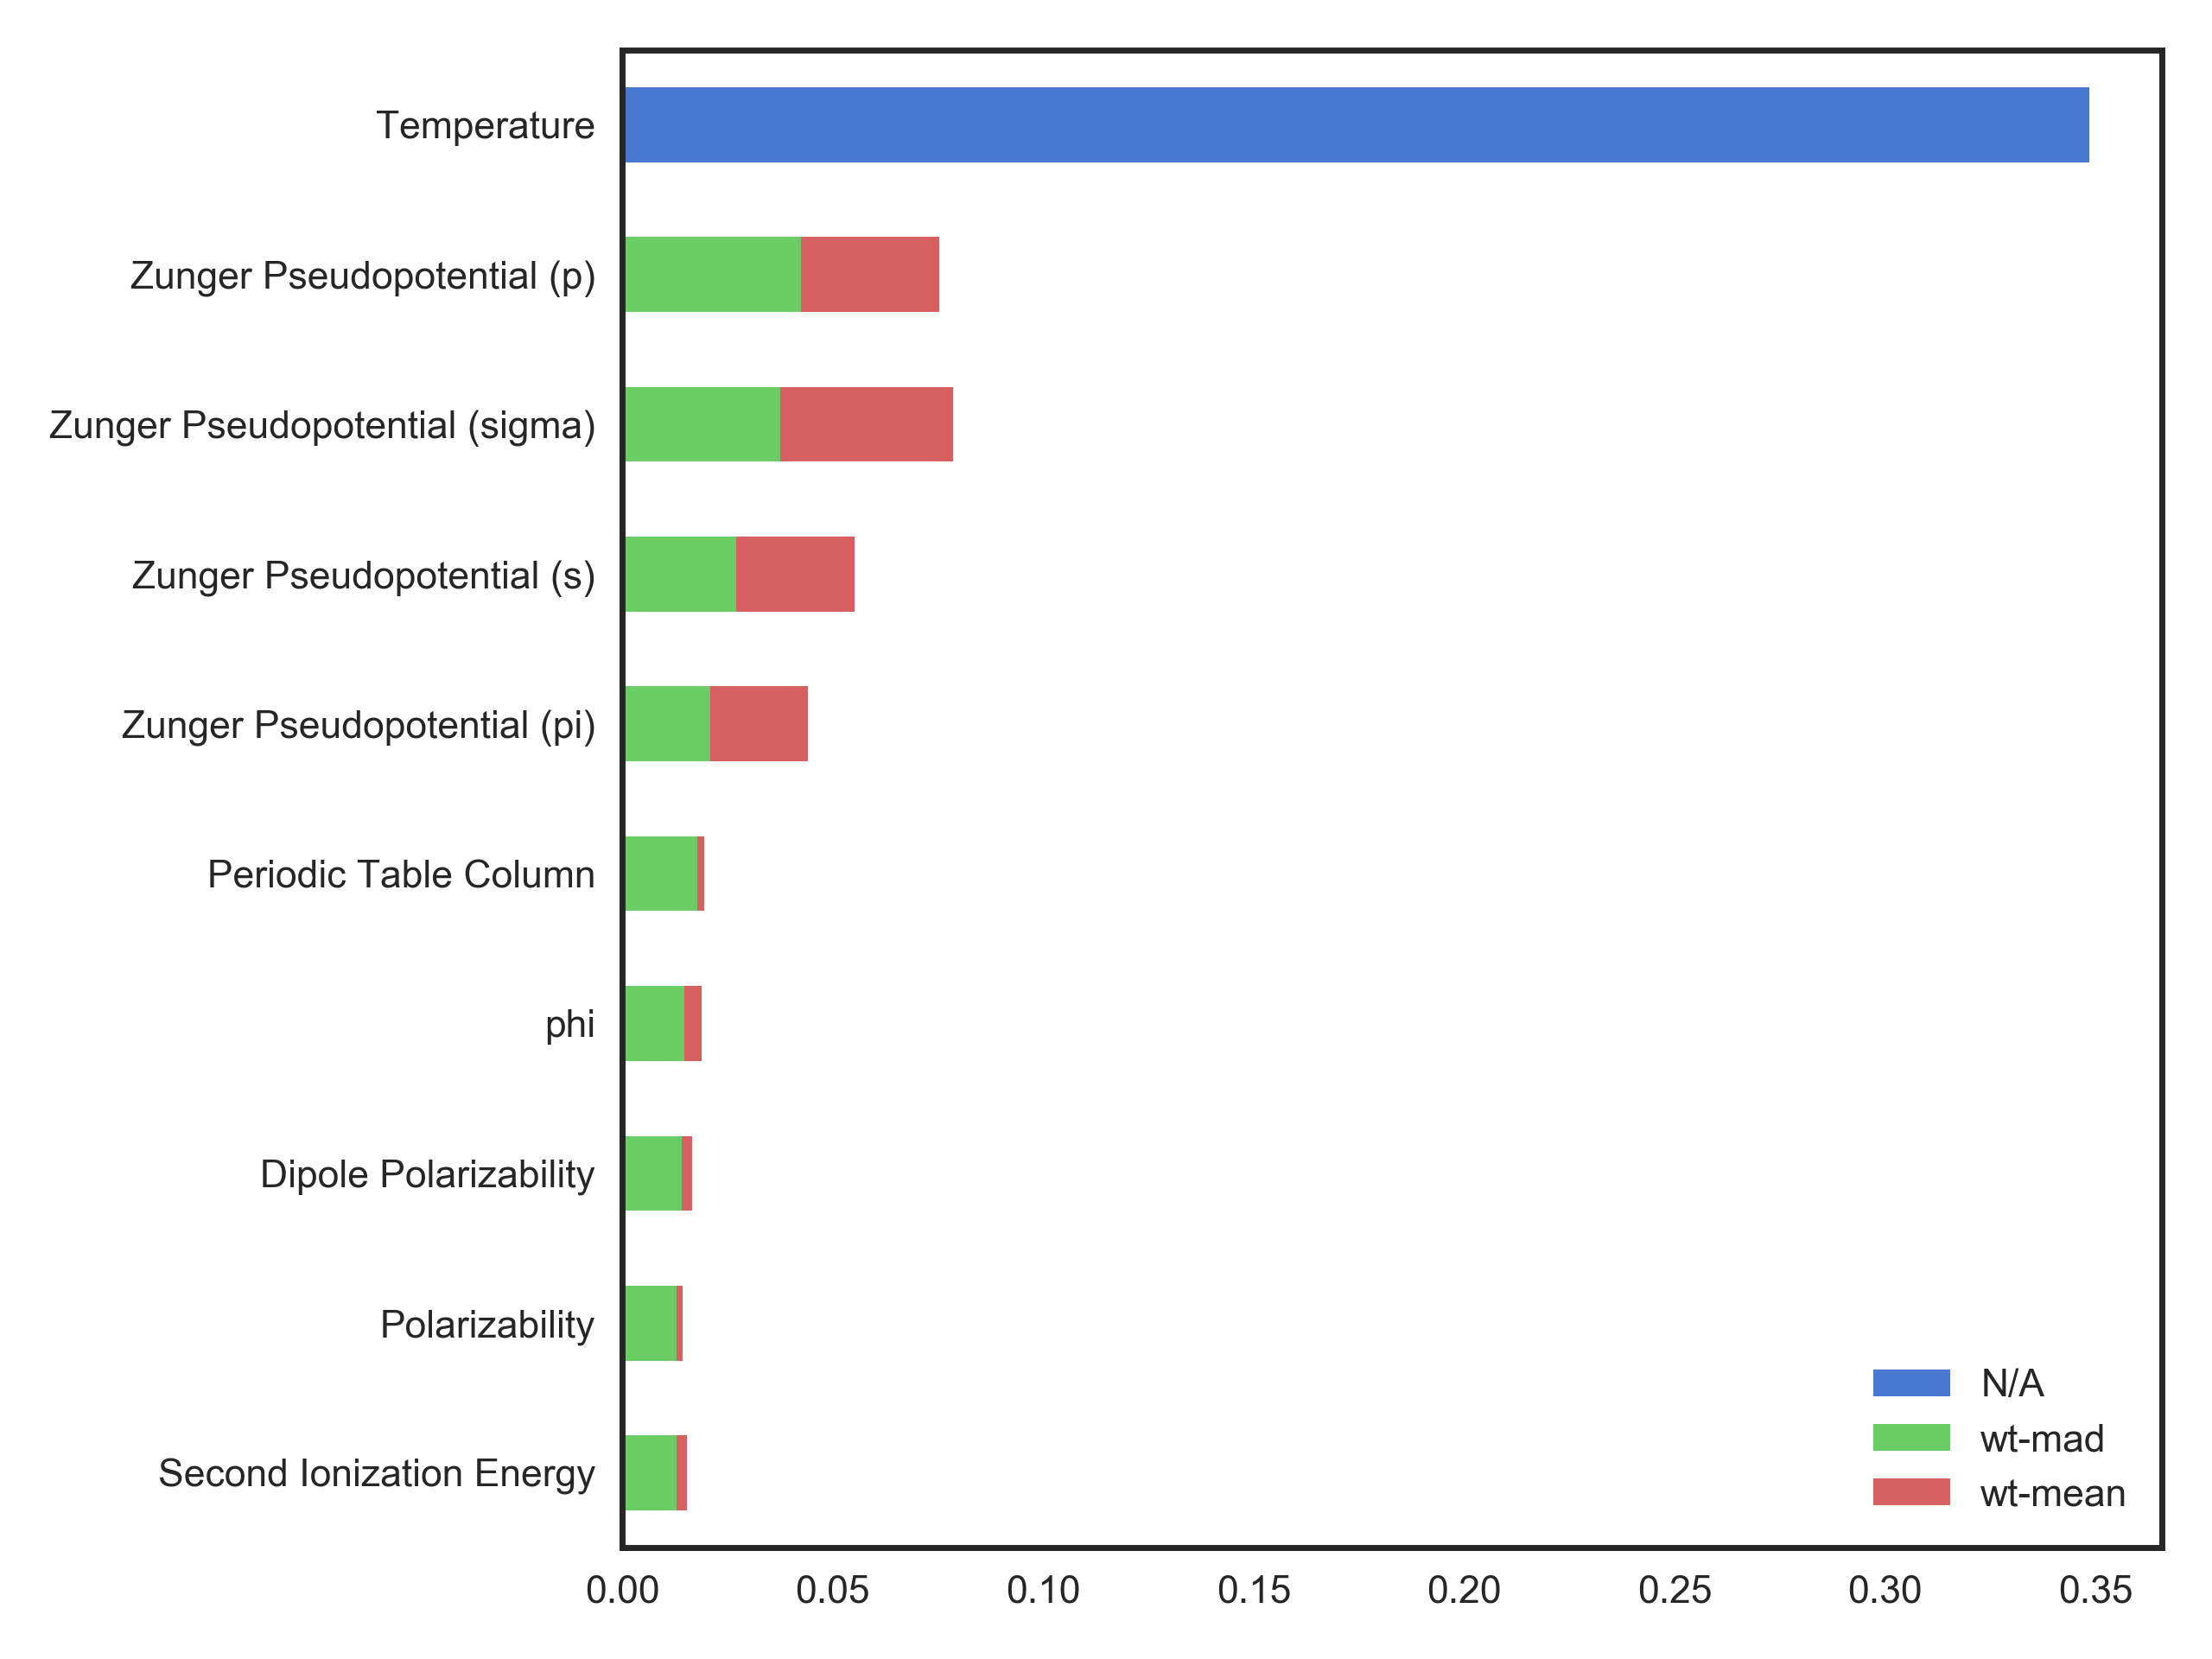 Temperature
Zunger Pseudopotential (p)
Zunger Pseudopotential (sigma)
Zunger Pseudopotential (s)
Zunger Pseudopotential (pi)
Periodic Table Column
phi
Dipole Polarizability
Polarizability
Second Ionization Energy
N/A
wt-mad
wt-mean
0.00 0.05 0.10 0.15 0.20 0.25 0.30 0.35